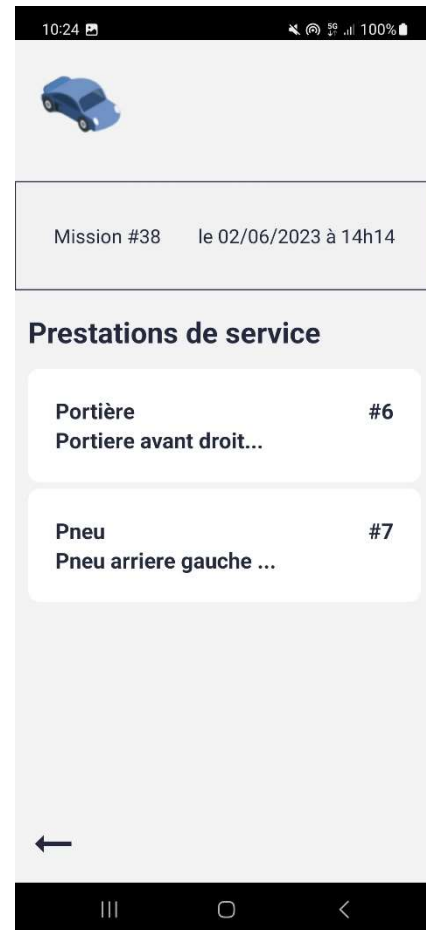 10:24 5G 100%
Mission #38 le 02/06/2023 à 14h14
Prestations de service
Portière #6
Portiere avant droit...
Pneu #7
Pneu arriere gauche ...